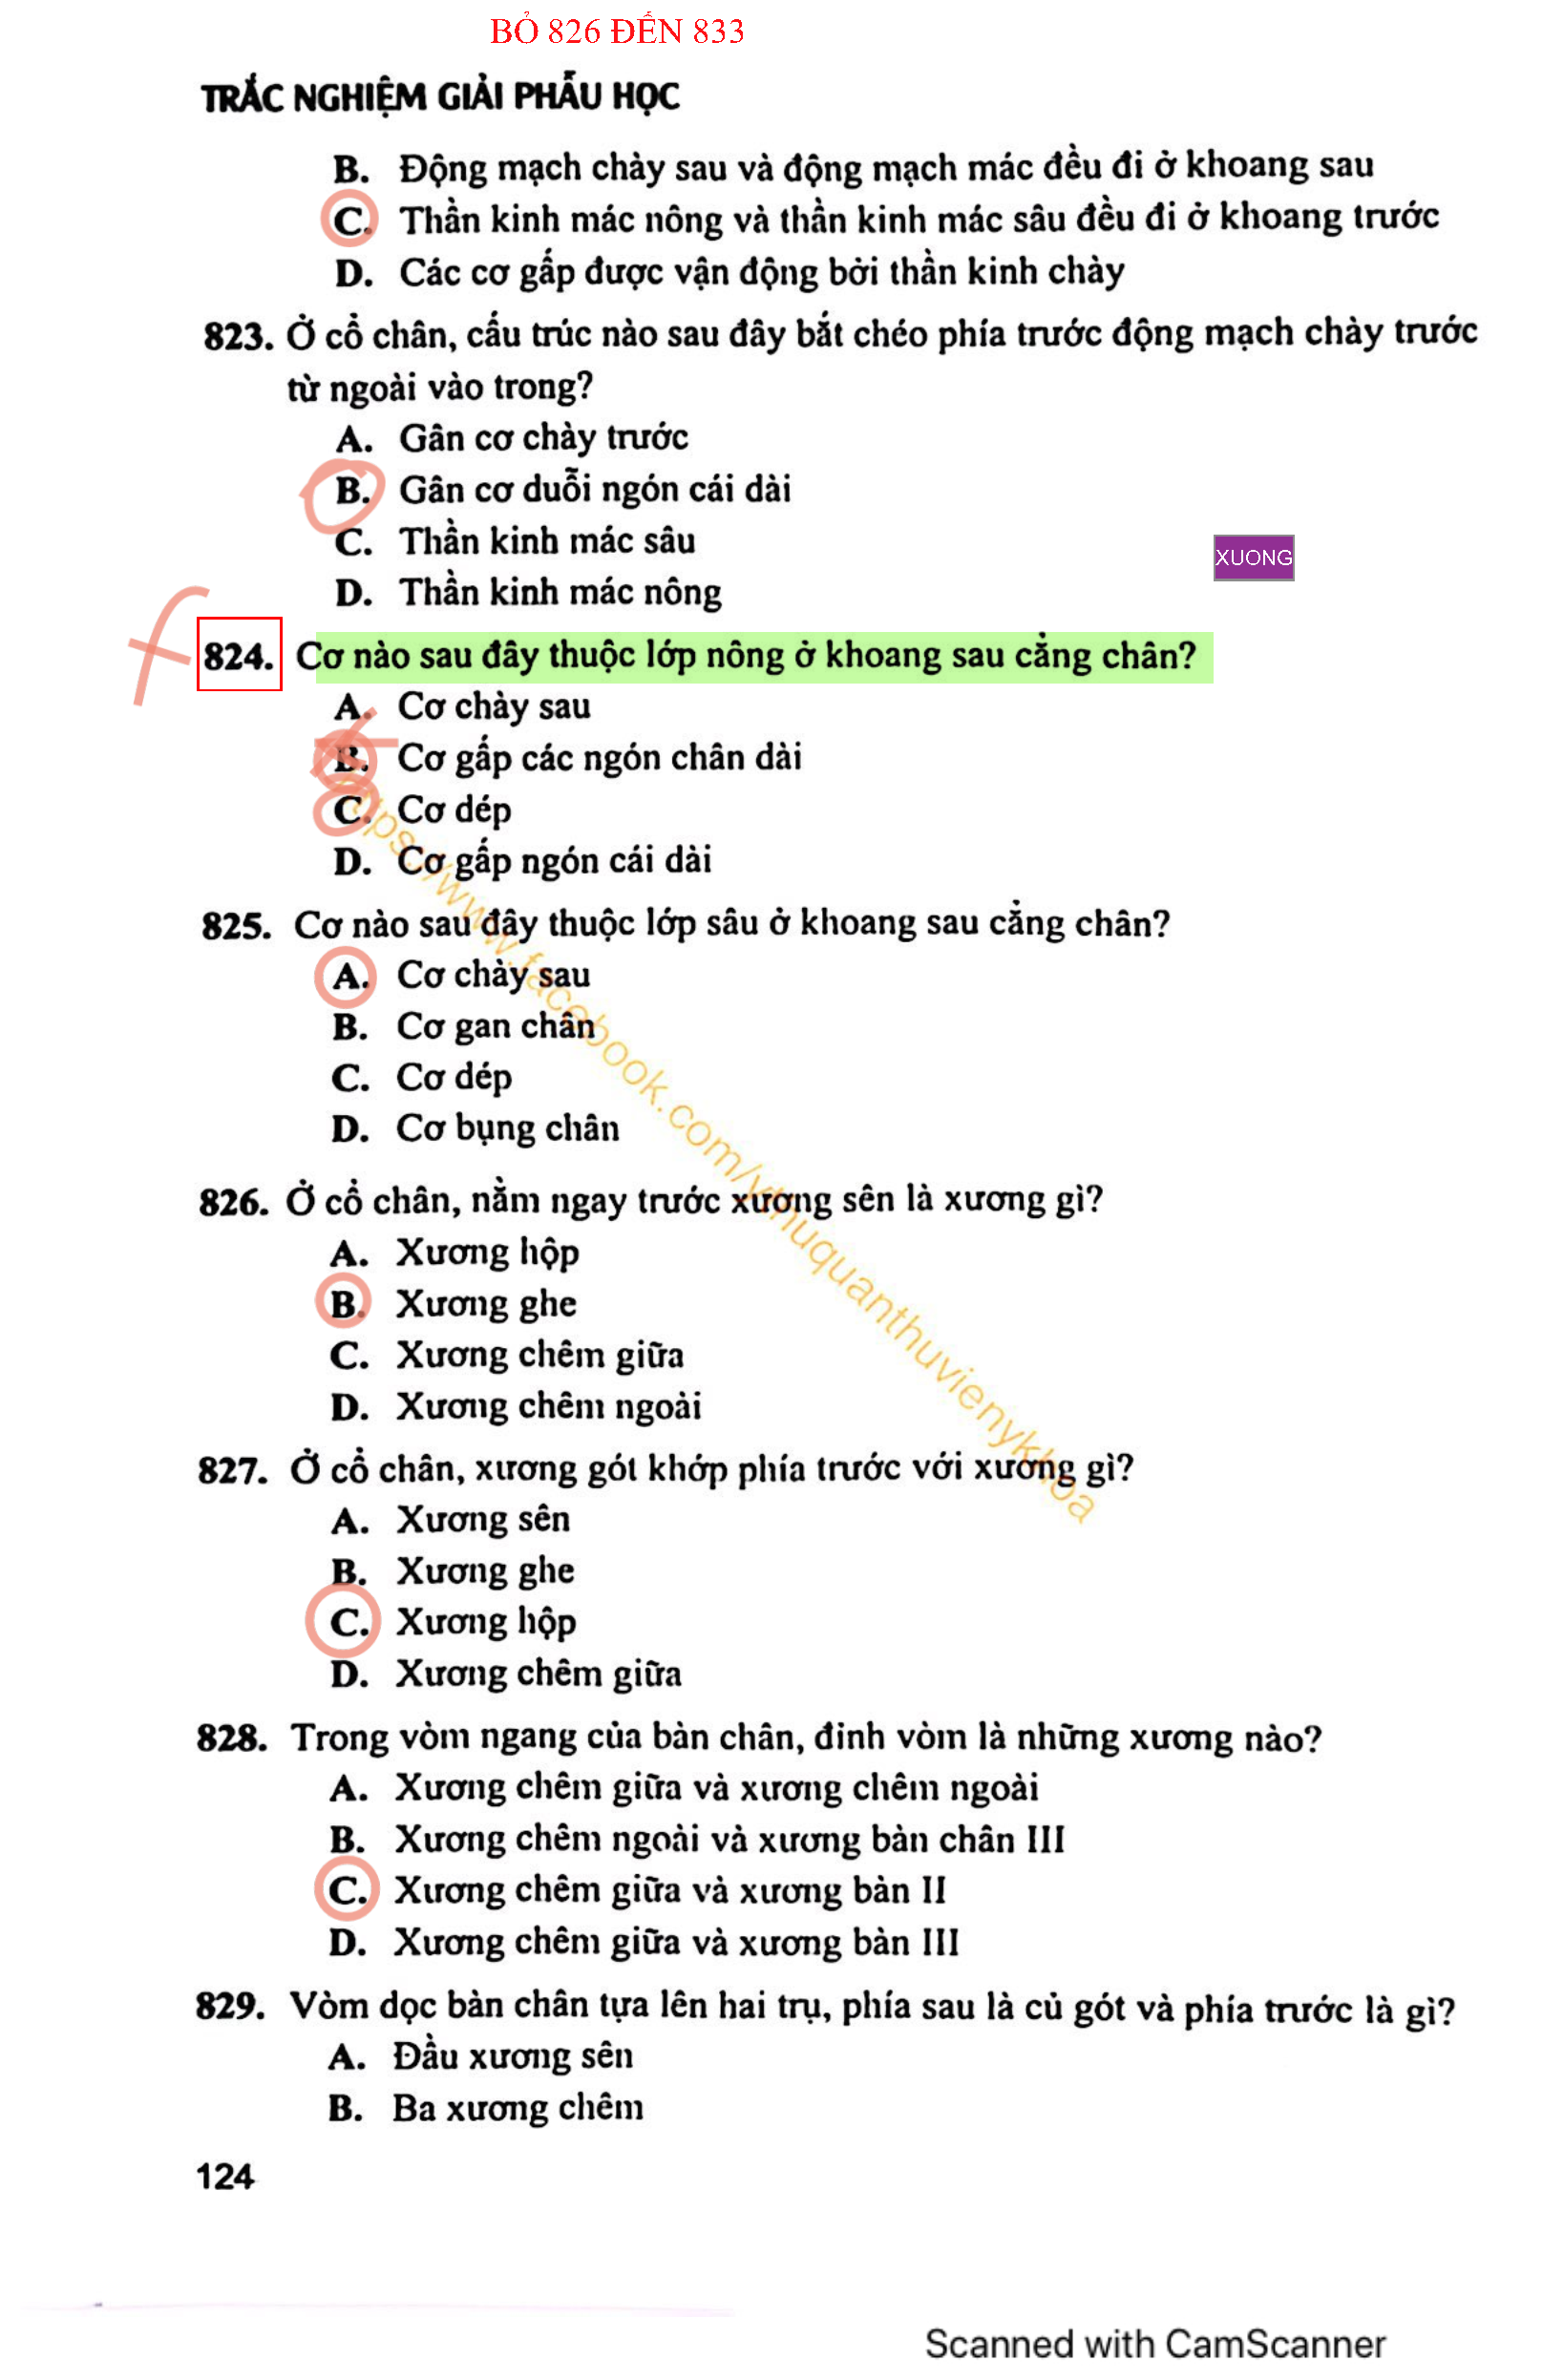 BỎ 826 ĐẾN 833
TRẮC NGHIỆM GIẢI PHẪU HỌC
B. Động mạch chày sau và động mạch mác đều đi ở khoang sau
C. Thần kinh mác nông và thần kinh mác sâu đều đi ở khoang trước
D. Các cơ gấp được vận động bởi thần kinh chày
823. Ở cổ chân, cấu trúc nào sau đây bắt chéo phía trước động mạch chày trước
từ ngoài vào trong?
A. Gân cơ chày trước
B. Gân cơ duỗi ngón cái dài
C. Thần kinh mác sâu
XUONG
D. Thần kinh mác nông
824. Cơ nào sau đây thuộc lớp nông ở khoang sau cẳng chân?
A. Cơ chày sau
B. Cơ gấp các ngón chân dài
C. Cơ dép
D. Cơ gấp ngón cái dài
825. Cơ nào sau đây thuộc lớp sâu ở khoang sau cẳng chân?
A. Cơ chày sau
B. Cơ gan chân
C. Cơ dép
D. Cơ bụng chân
https://www.facebook.com/ythuquanthuvienykhoa
826. Ở cổ chân, nằm ngay trước xương sên là xương gì?
A. Xương hộp
B. Xương ghe
C. Xương chêm giữa
D. Xương chêm ngoài
827. Ở cổ chân, xương gót khớp phía trước với xương gì?
A. Xương sên
B. Xương ghe
C. Xương hộp
D. Xương chêm giữa
828. Trong vòm ngang của bàn chân, đỉnh vòm là những xương nào?
A. Xương chêm giữa và xương chêm ngoài
B. Xương chêm ngoài và xương bàn chân III
C. Xương chêm giữa và xương bàn II
D. Xương chêm giữa và xương bàn III
829. Vòm dọc bàn chân tựa lên hai trụ, phía sau là củ gót và phía trước là gì?
A. Đầu xương sên
B. Ba xương chêm
124
Scanned with CamScanner